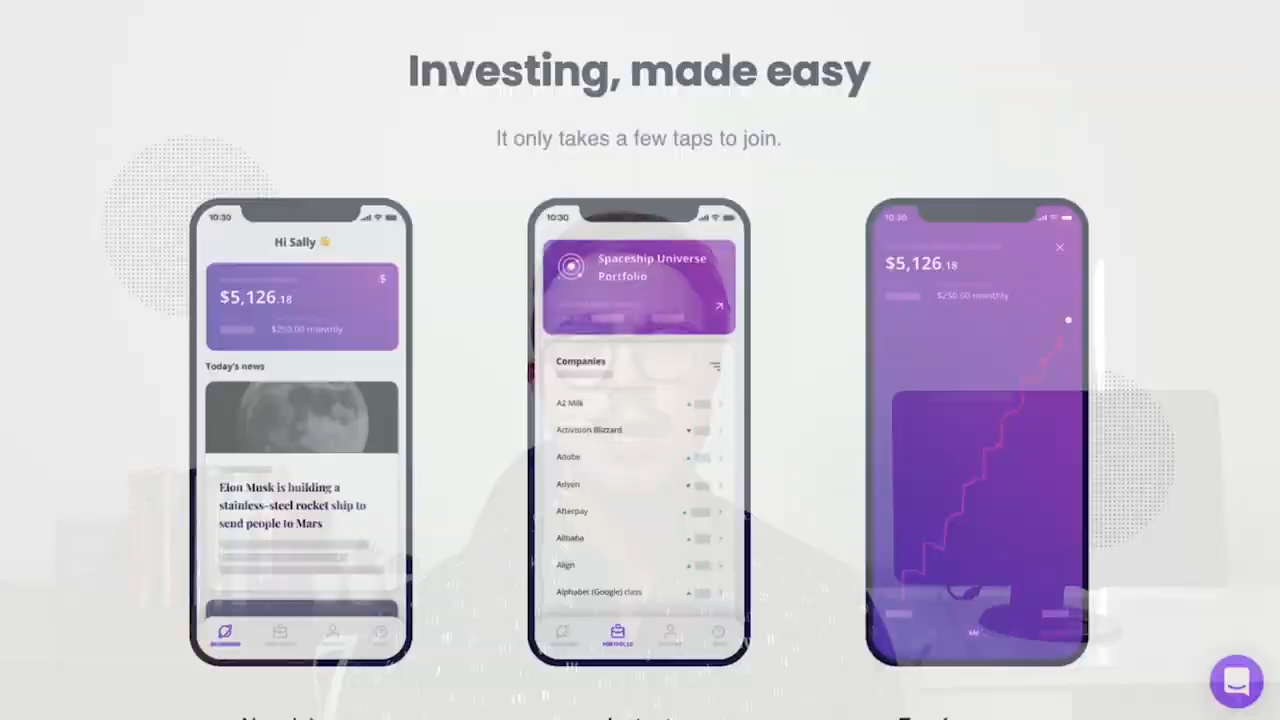 Investing, made easy
It only takes a few taps to join.
10:30
Hi Sally 👋
$
$5,126.18
$250.00 monthly
Today's news
Elon Musk is building a
stainless-steel rocket ship to
send people to Mars
10:30
Spaceship Universe
Portfolio
Companies
A2 Milk
Activision Blizzard
Adobe
Adyen
Afterpay
Alibaba
Align
Alphabet (Google) class
PORTFOLIO
10:30
$5,126.18
$250.00 monthly